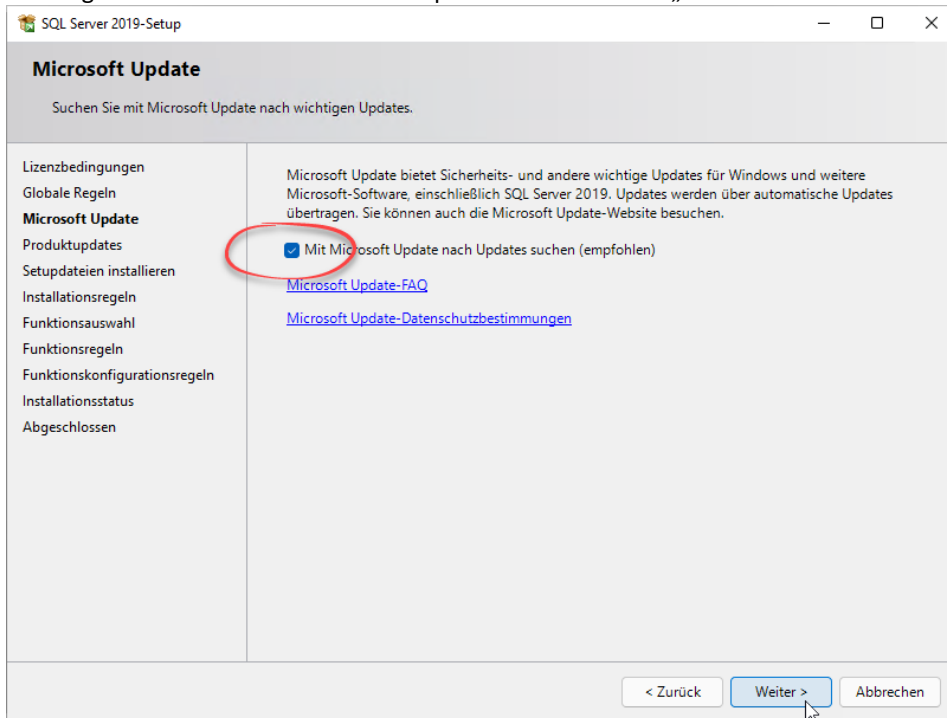 SQL Server 2019-Setup
Microsoft Update
Suchen Sie mit Microsoft Update nach wichtigen Updates.
Lizenzbedingungen
Globale Regeln
Microsoft Update
Produktupdates
Setupdateien installieren
Installationsregeln
Funktionsauswahl
Funktionsregeln
Funktionskonfigurationsregeln
Installationsstatus
Abgeschlossen
Microsoft Update bietet Sicherheits- und andere wichtige Updates für Windows und weitere
Microsoft-Software, einschließlich SQL Server 2019. Updates werden über automatische Updates
übertragen. Sie können auch die Microsoft Update-Website besuchen.
Mit Microsoft Update nach Updates suchen (empfohlen)
Microsoft Update-FAQ
Microsoft Update-Datenschutzbestimmungen
< Zurück
Weiter >
Abbrechen